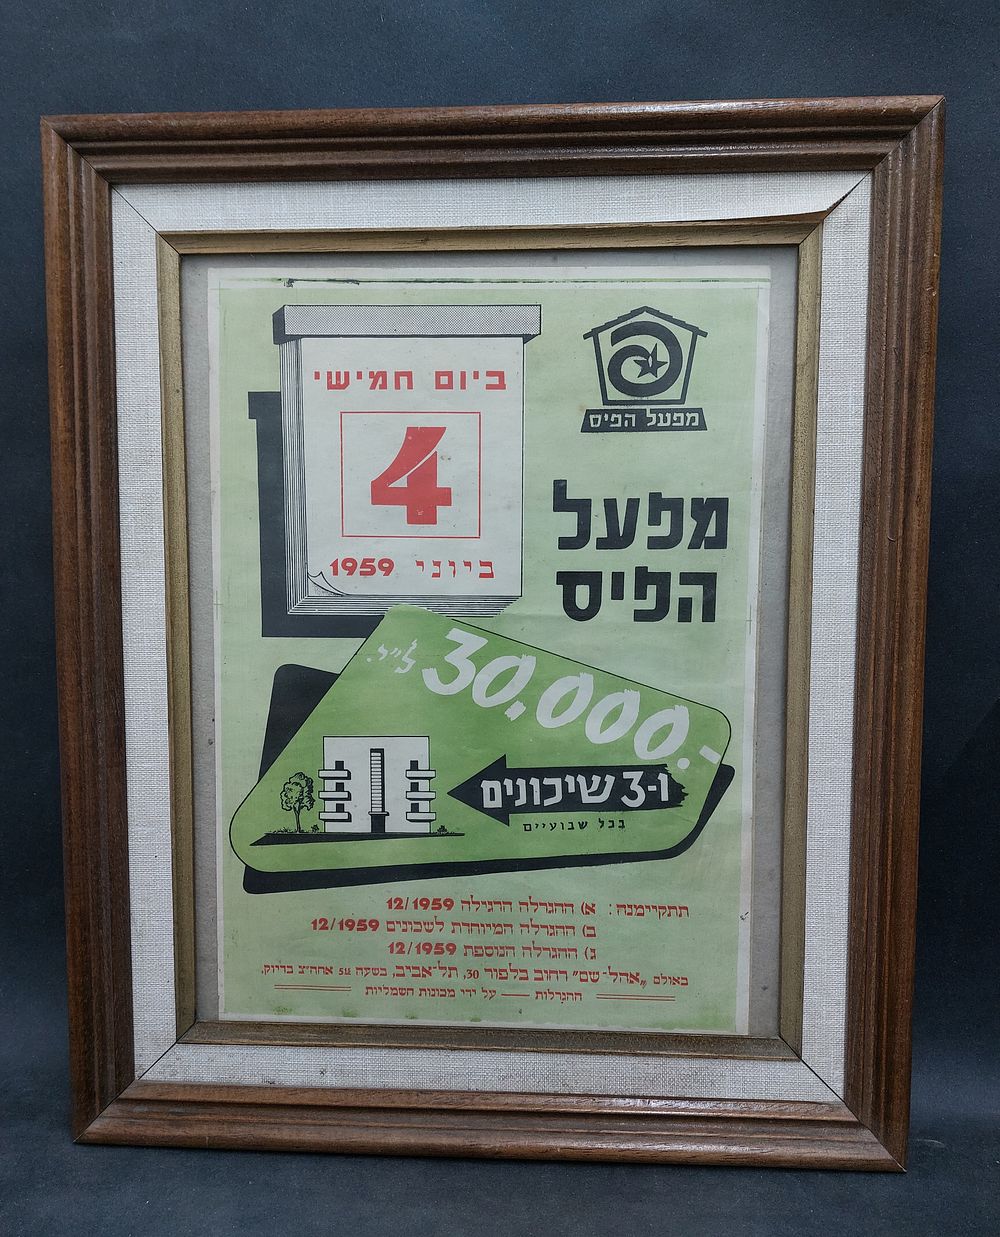 ביום חמישי
4
ביוני 1959
מפעל הפיס
מפעל
הפיס
30.000.- ל"י.
ו-3 שיכונים
בכל שבועיים
תתקיימנה: א) ההגרלה הרגילה 12/1959
ב) ההגרלה המיוחדת לשכונים 12/1959
ג) ההגרלה הנוספת 12/1959
באולם "אהל-שם" רחוב בלפור 30, תל-אביב, בשעה אחה"צ בדיוק.
ההגרלות — על ידי מכונות חשמליות